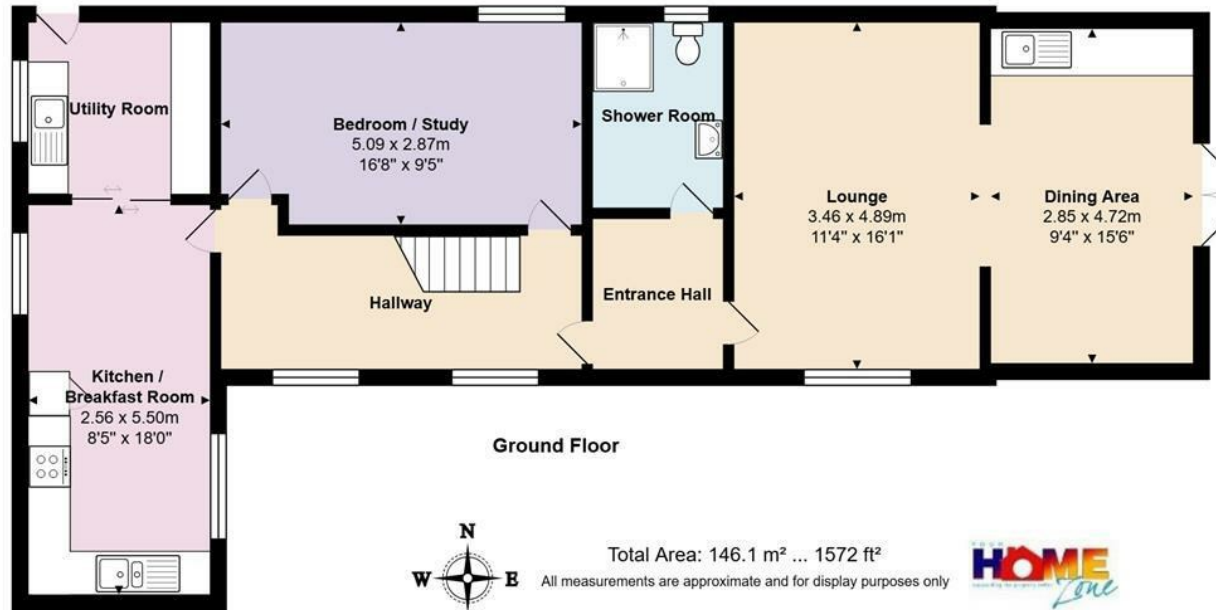 Utility Room
Bedroom / Study
5.09 x 2.87m
16'8" x 9'5"
Shower Room
Lounge
3.46 x 4.89m
11'4" x 16'1"
Dining Area
2.85 x 4.72m
9'4" x 15'6"
Hallway
Entrance Hall
Kitchen /
Breakfast Room
2.56 x 5.50m
8'5" x 18'0"
Ground Floor
N
W
E
S
Total Area: 146.1 m² ... 1572 ft²
All measurements are approximate and for display purposes only
YOUR
HOME
Zone